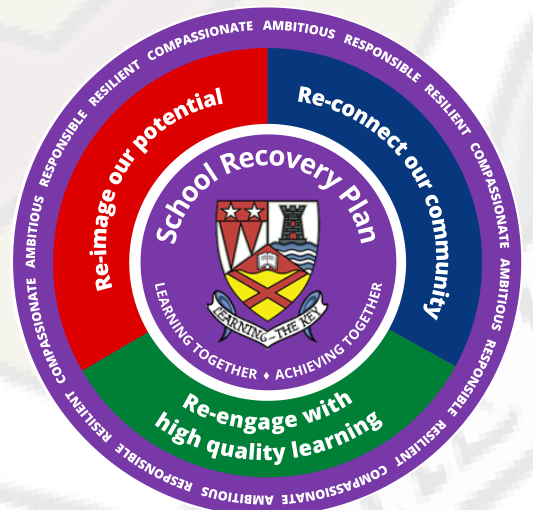 AMBITIOUS RESPONSIBLE RESILIENT COMPASSIONATE AMBITIOUS RESPONSIBLE RESILIENT COMPASSIONATE AMBITIOUS RESPONSIBLE RESILIENT COMPASSIONATE AMBITIOUS RESPONSIBLE RESILIENT COMPASSIONATE
Re-image our potential
Re-connect our community
School Recovery Plan
LEARNING-THE KEY
LEARNING TOGETHER ♦ ACHIEVING TOGETHER
Re-engage with
high quality learning